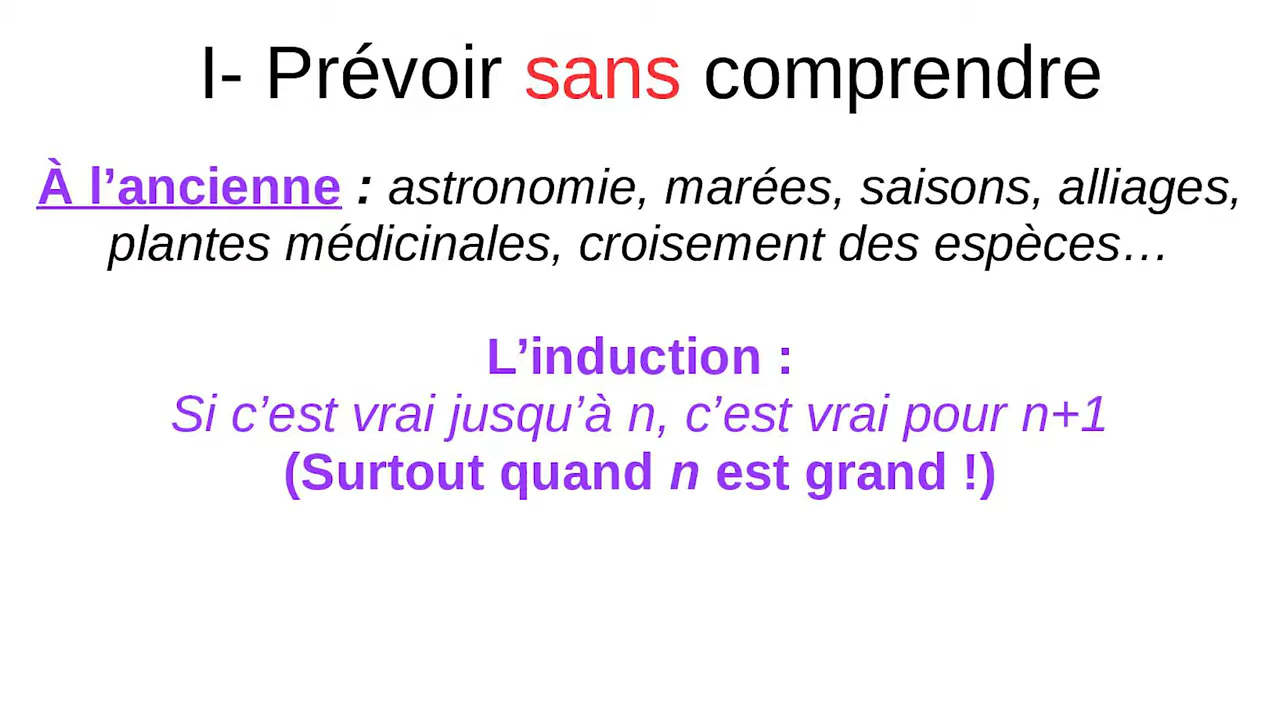 I- Prévoir sans comprendre
À l’ancienne : astronomie, marées, saisons, alliages,
plantes médicinales, croisement des espèces…
L’induction :
Si c’est vrai jusqu’à n, c’est vrai pour n+1
(Surtout quand n est grand !)